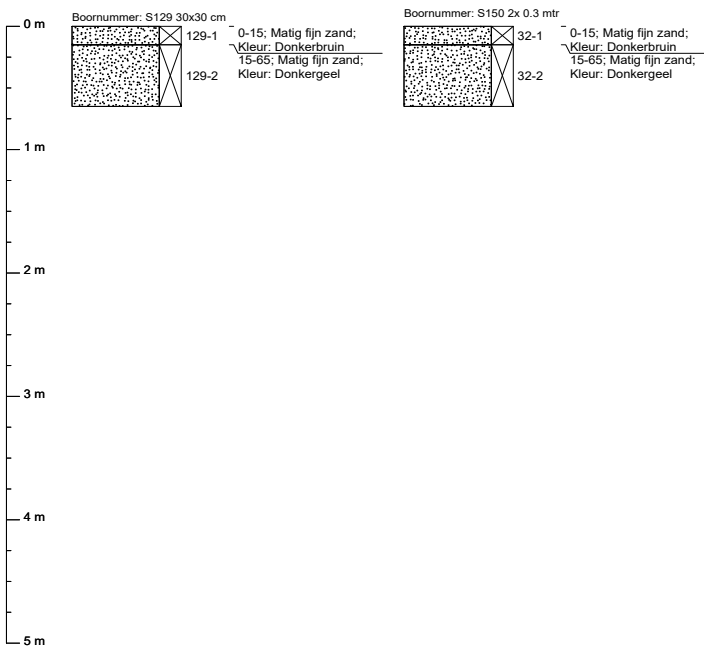 0 m
1 m
2 m
3 m
4 m
5 m
Boornummer: S129 30x30 cm
129-1
129-2
0-15; Matig fijn zand;
Kleur: Donkerbruin
15-65; Matig fijn zand;
Kleur: Donkergeel
Boornummer: S150 2x 0.3 mtr
32-1
32-2
0-15; Matig fijn zand;
Kleur: Donkerbruin
15-65; Matig fijn zand;
Kleur: Donkergeel